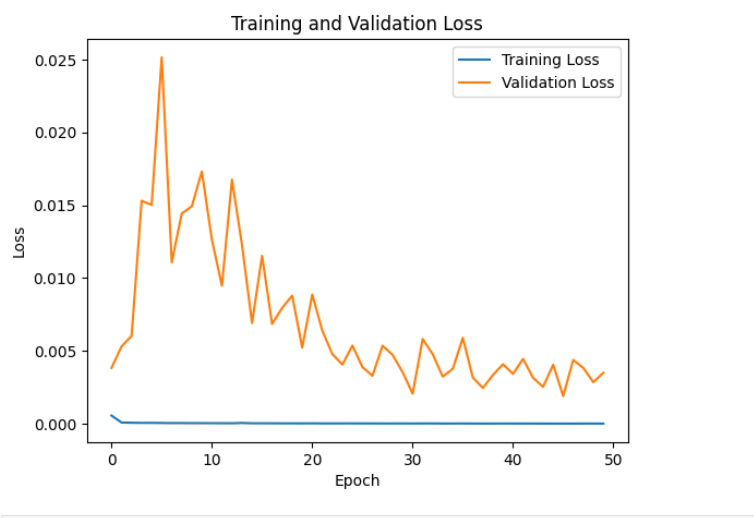 Training and Validation Loss
Training Loss
Validation Loss
0.025
0.020
0.015
0.010
0.005
0.000
Loss
0
10
20
30
40
50
Epoch